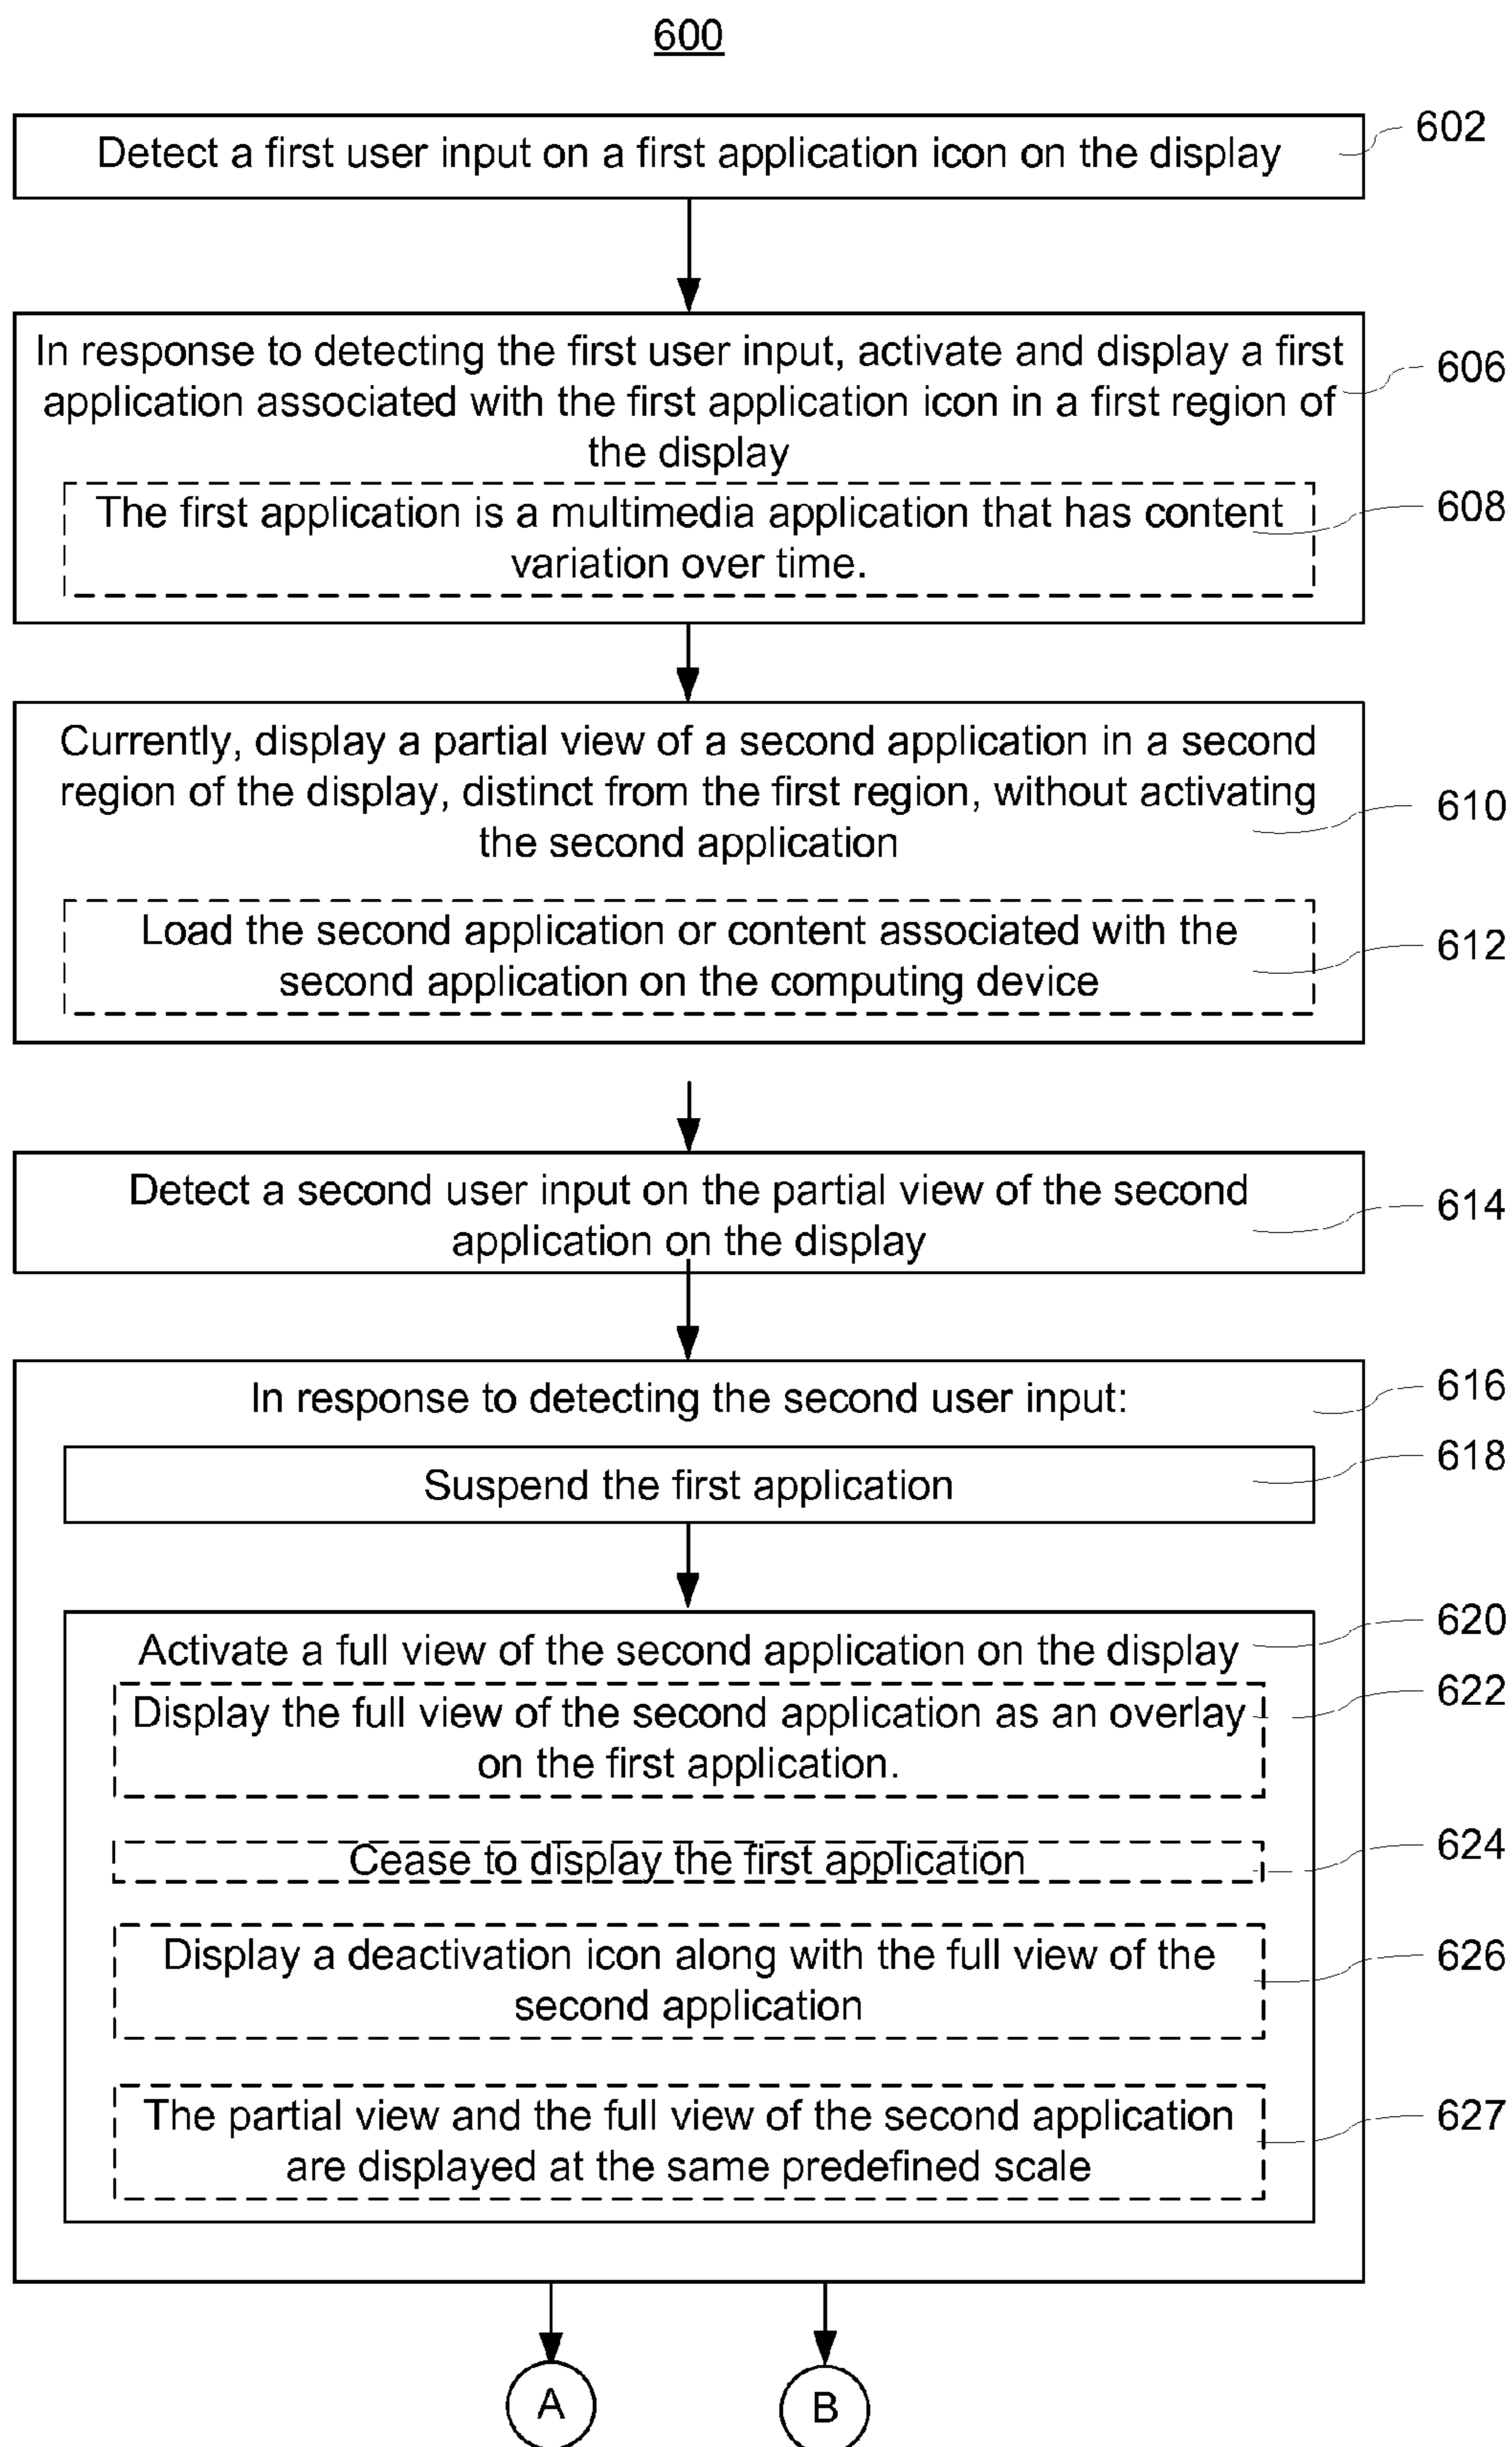 600
Detect a first user input on a first application icon on the display
602
In response to detecting the first user input, activate and display a first
application associated with the first application icon in a first region of
the display
606
The first application is a multimedia application that has content
variation over time.
608
Currently, display a partial view of a second application in a second
region of the display, distinct from the first region, without activating
the second application
610
Load the second application or content associated with the
second application on the computing device
612
Detect a second user input on the partial view of the second
application on the display
614
In response to detecting the second user input:
616
Suspend the first application
618
Activate a full view of the second application on the display
620
Display the full view of the second application as an overlay
on the first application.
622
Cease to display the first application
624
Display a deactivation icon along with the full view of the
second application
626
The partial view and the full view of the second application
are displayed at the same predefined scale
627
A
B